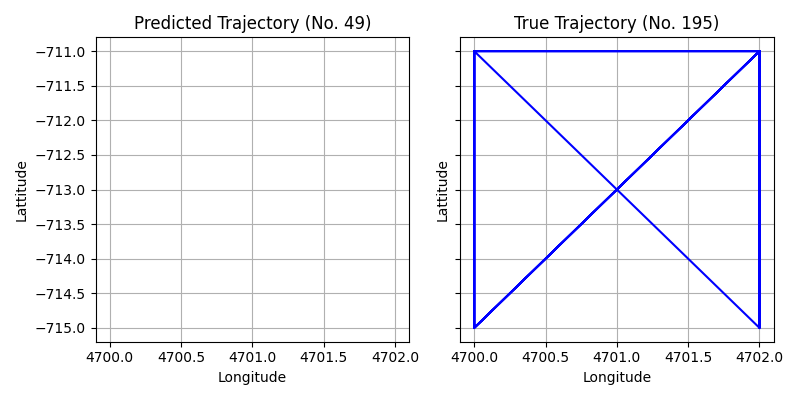 Predicted Trajectory (No. 49)
True Trajectory (No. 195)
−711.0
−711.5
−712.0
−712.5
−713.0
−713.5
−714.0
−714.5
−715.0
Lattitude
Lattitude
4700.0 4700.5 4701.0 4701.5 4702.0
4700.0 4700.5 4701.0 4701.5 4702.0
Longitude
Longitude